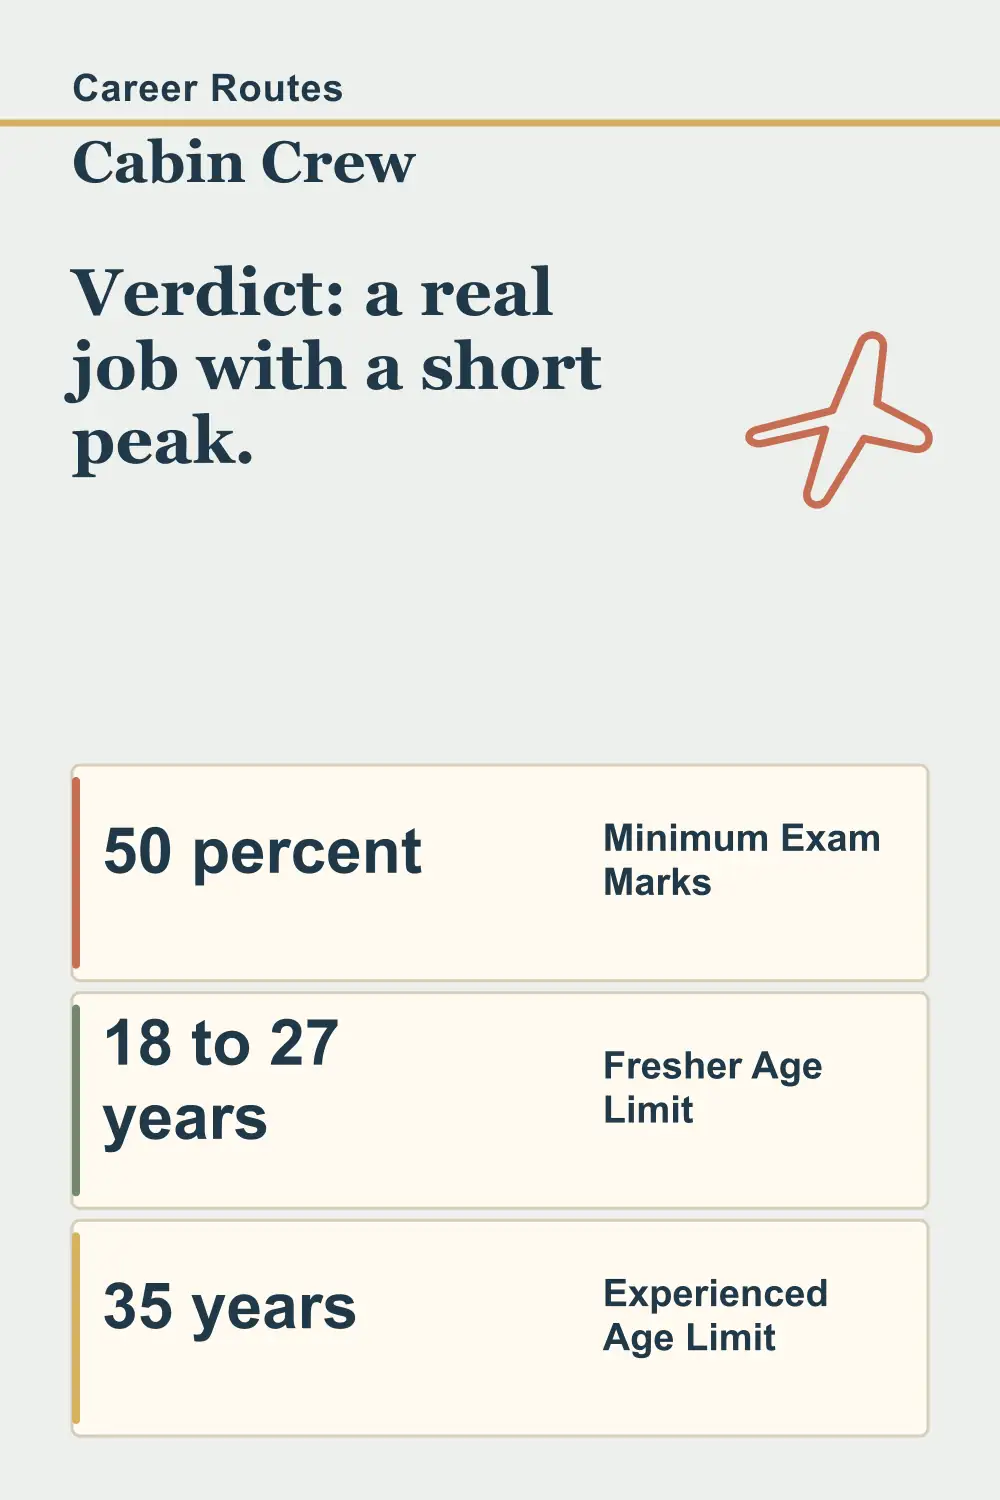 Career Routes
Cabin Crew
Verdict: a real
job with a short
peak.
50 percent
Minimum Exam
Marks
18 to 27
years
Fresher Age
Limit
35 years
Experienced
Age Limit